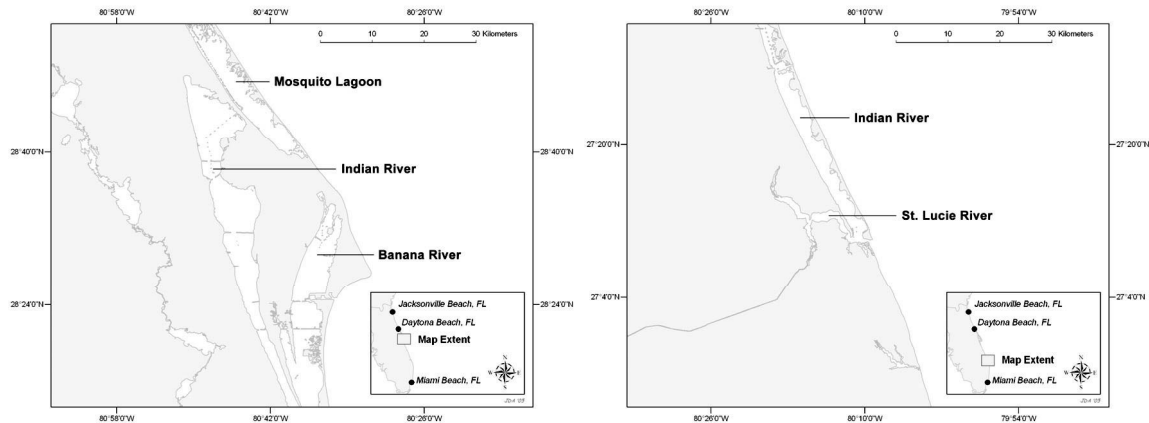 80°58'0"W 80°42'0"W 80°26'0"W
0 10 15 30 Kilometers
Mosquito Lagoon
28°40'0"N 28°40'0"N
Indian River
Banana River
28°24'0"N 28°24'0"N
Jacksonville Beach, FL
Daytona Beach, FL
Map Extent
N
W E
S
Miami Beach, FL
80°58'0"W 80°42'0"W 80°26'0"W
80°26'0"W 80°10'0"W 79°54'0"W
0 10 15 30 Kilometers
Indian River
27°20'0"N 27°20'0"N
St. Lucie River
27°4'0"N 27°4'0"N
Jacksonville Beach, FL
Daytona Beach, FL
Map Extent
N
W E
S
Miami Beach, FL
80°26'0"W 80°10'0"W 79°54'0"W